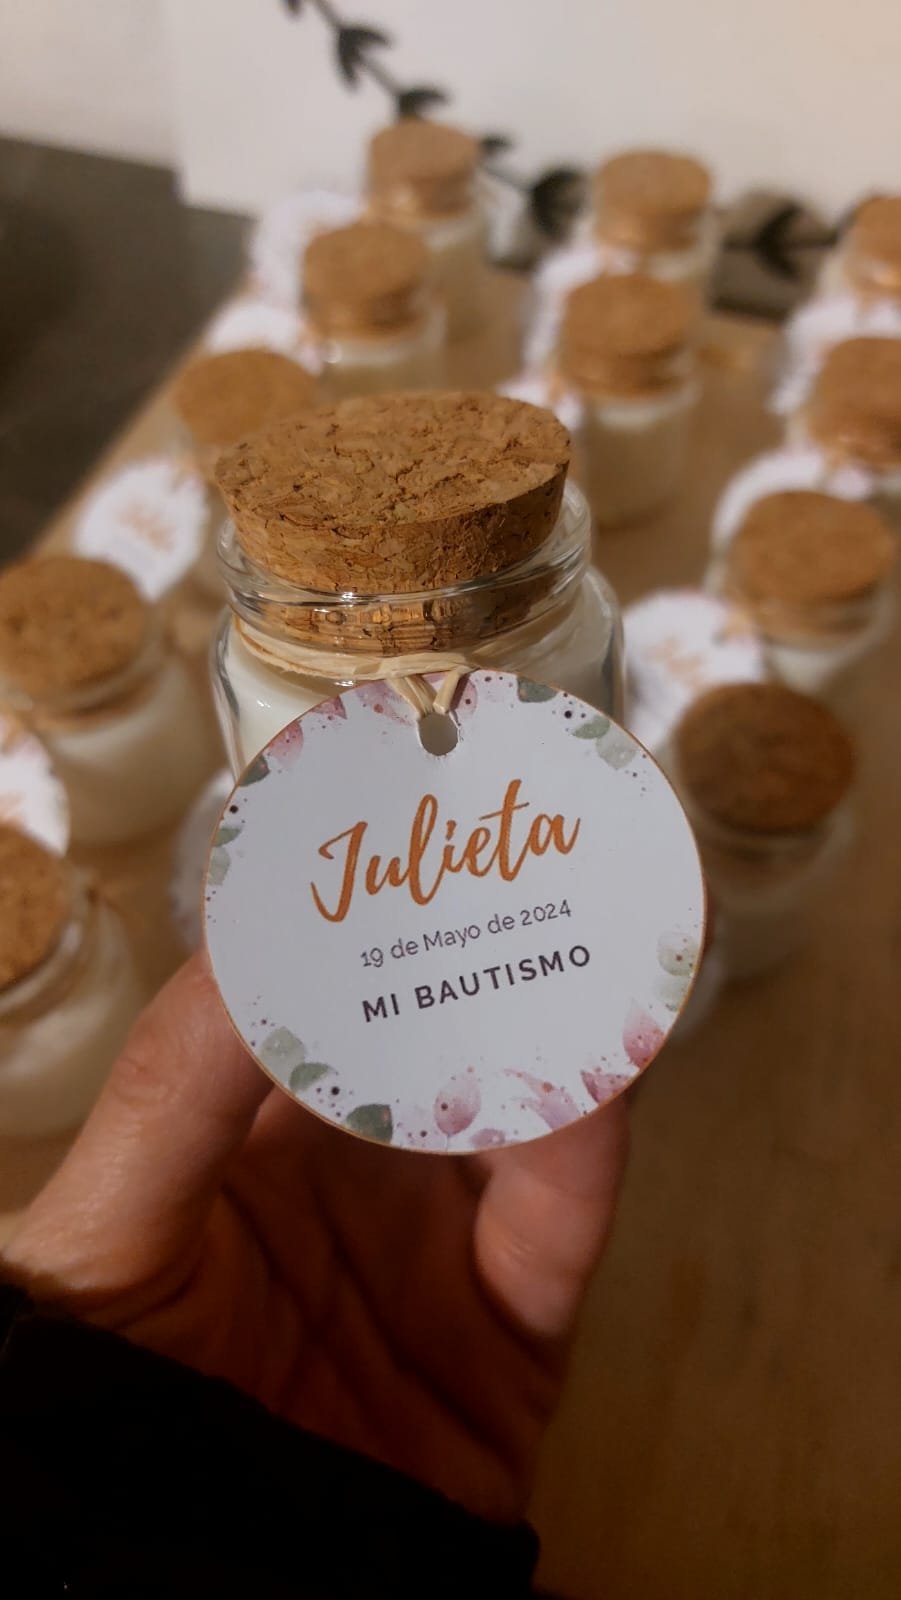 Julieta
19 de Mayo de 2024
MI BAUTISMO